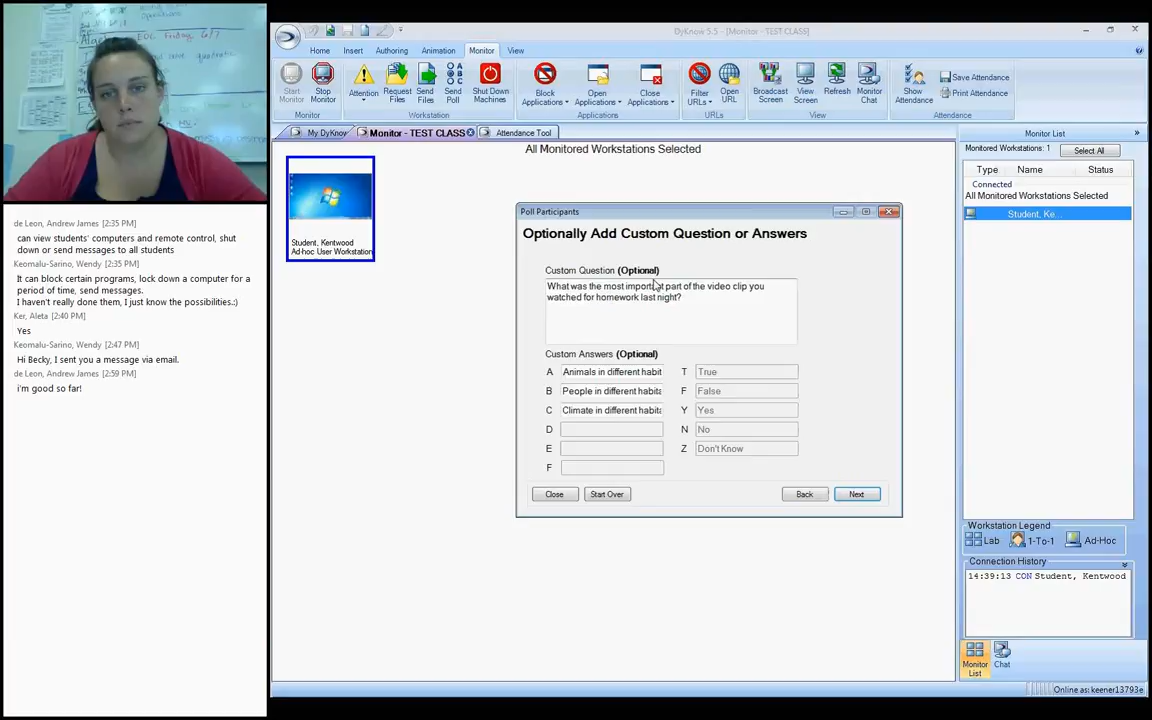 DyKnow 5.5 - [Monitor - TEST CLASS]
Home Insert Authoring Animation Monitor View
Start Monitor
Stop Monitor
Attention
Request Files
Send Files
Send Poll
Shut Down Machines
Block Applications
Open Applications
Close Applications
Filter URLs
Open URL
Broadcast Screen
View Screen
Refresh
Monitor Chat
Show Attendance
Save Attendance
Print Attendance
Monitor Workstation Applications URLs View Attendance
My DyKnow Monitor - TEST CLASS Attendance Tool
All Monitored Workstations Selected
Student, Kentwood
Ad-hoc User Workstation
de Leon, Andrew James [2:35 PM]
can view students' computers and remote control, shut
down or send messages to all students
Keomalu-Sarino, Wendy [2:35 PM]
It can block certain programs, lock down a computer for a
period of time, send messages.
I haven't really done them, I just know the possibilities.:)
Ker, Aleta [2:40 PM]
Yes
Keomalu-Sarino, Wendy [2:47 PM]
Hi Becky, I sent you a message via email.
de Leon, Andrew James [2:59 PM]
i'm good so far!
Poll Participants
Optionally Add Custom Question or Answers
Custom Question (Optional)
What was the most important part of the video clip you
watched for homework last night?
Custom Answers (Optional)
A Animals in different habit T True
B People in different habita F False
C Climate in different habita Y Yes
D N No
E Z Don't Know
F
Close Start Over Back Next
Monitor List
Monitored Workstations: 1 Select All
Type Name Status
Connected
All Monitored Workstations Selected
Student, Ke...
Workstation Legend
Lab 1-To-1 Ad-Hoc
Connection History
14:39:13 CON Student, Kentwood
Monitor List
Chat
Online as: keener13793e